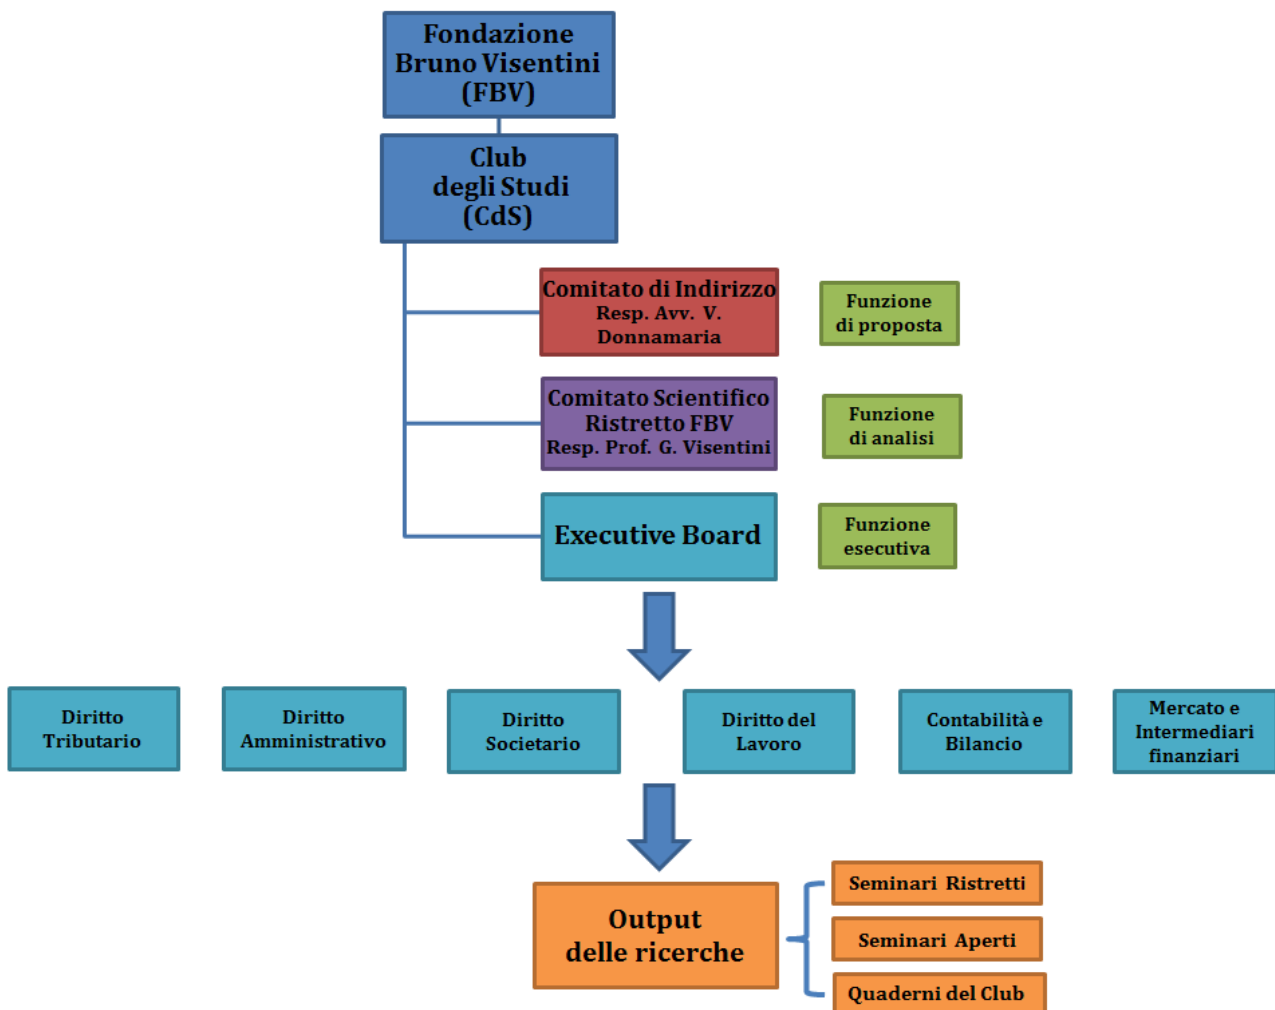 Fondazione
Bruno Visentini
(FBV)
Club
degli Studi
(CdS)
Comitato di Indirizzo
Resp. Avv. V.
Donnamaria
Funzione
di proposta
Comitato Scientifico
Ristretto FBV
Resp. Prof. G. Visentini
Funzione
di analisi
Executive Board
Funzione
esecutiva
Diritto
Tributario
Diritto
Amministrativo
Diritto
Societario
Diritto del
Lavoro
Contabilità e
Bilancio
Mercato e
Intermediari
finanziari
Output
delle ricerche
Seminari Ristretti
Seminari Aperti
Quaderni del Club